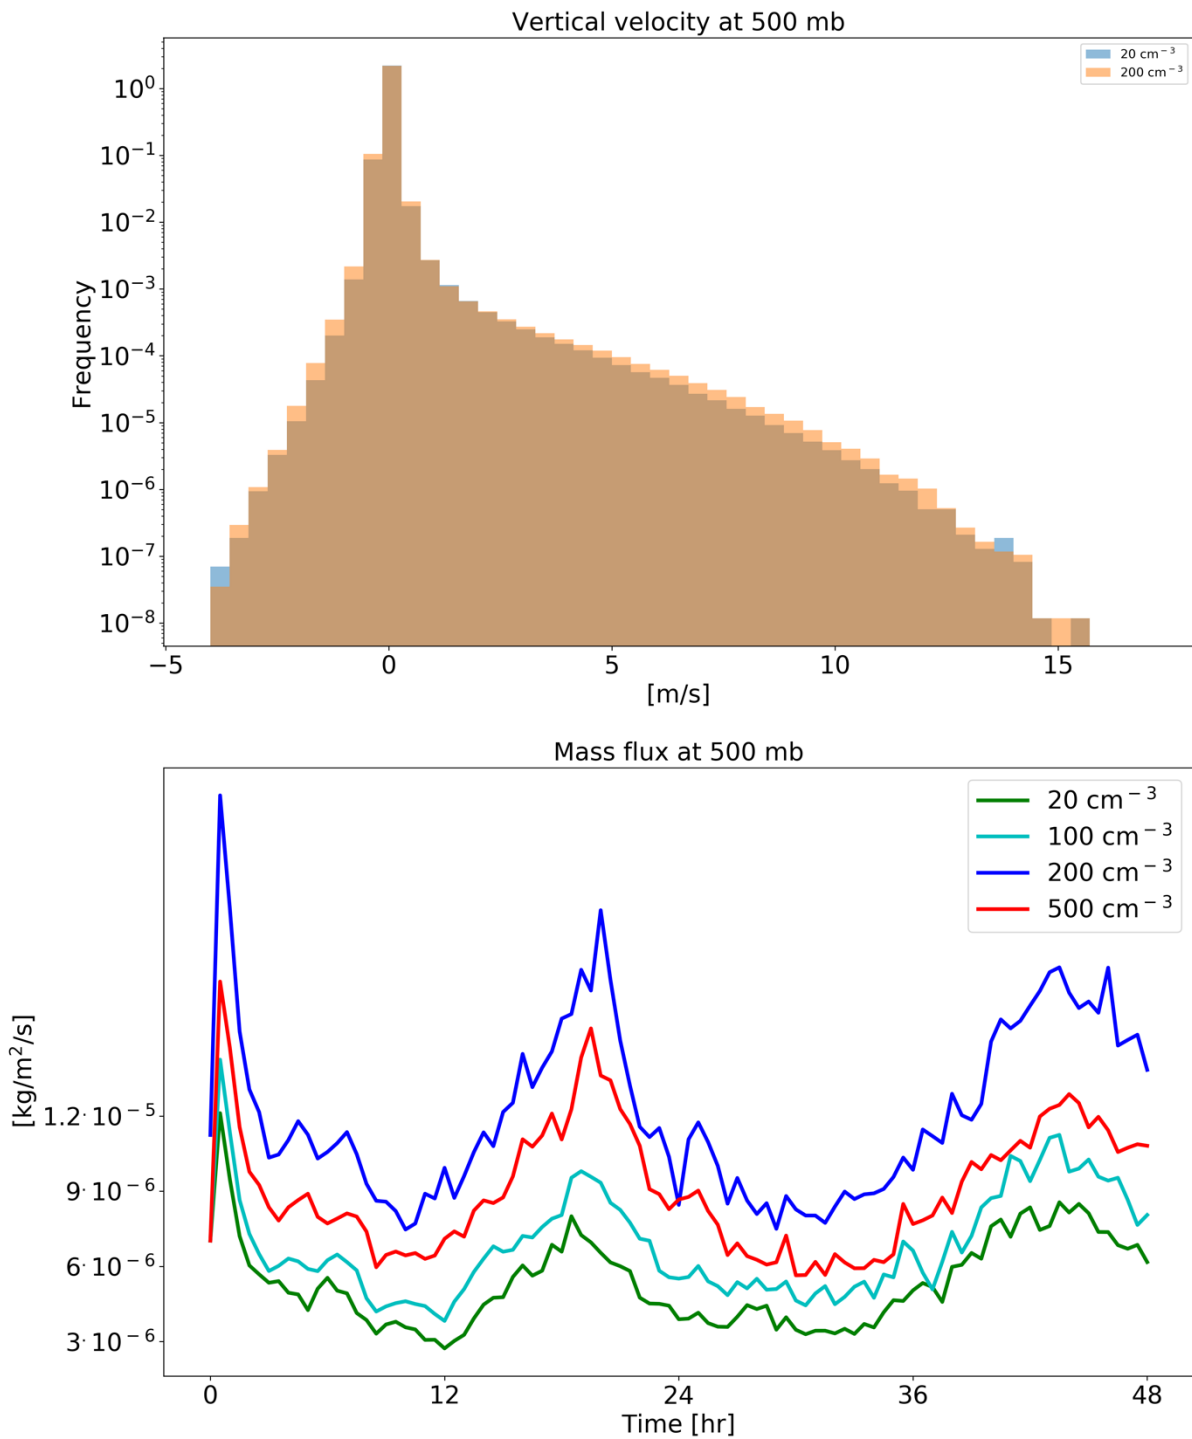 Vertical velocity at 500 mb
20 cm⁻³
200 cm⁻³
Frequency
10⁰
10⁻¹
10⁻²
10⁻³
10⁻⁴
10⁻⁵
10⁻⁶
10⁻⁷
10⁻⁸
−5 0 5 10 15
[m/s]
Mass flux at 500 mb
20 cm⁻³
100 cm⁻³
200 cm⁻³
500 cm⁻³
[kg/m²/s]
1.2·10⁻⁵
9·10⁻⁶
6·10⁻⁶
3·10⁻⁶
0 12 24 36 48
Time [hr]